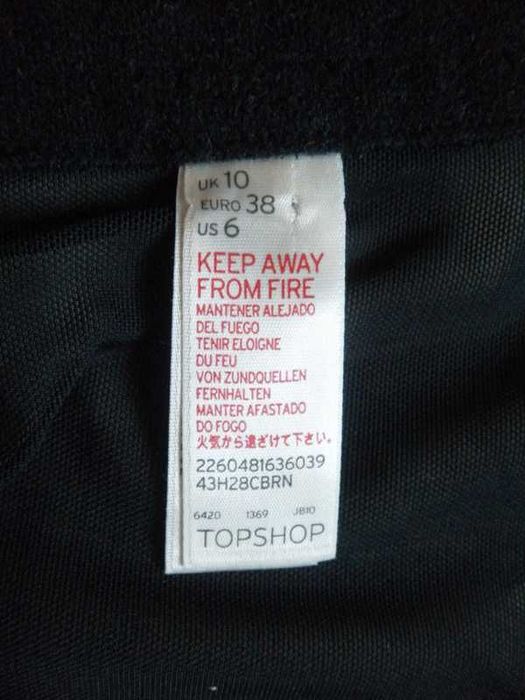 UK 10
EURO 38
US 6
KEEP AWAY
FROM FIRE
MANTENER ALEJADO
DEL FUEGO
TENIR ELOIGNE
DU FEU
VON ZUNDQUELLEN
FERNHALTEN
MANTER AFASTADO
DO FOGO
火気から遠ざけて下さい。
2260481636039
43H28CBRN
6420 1369 JB10
TOPSHOP